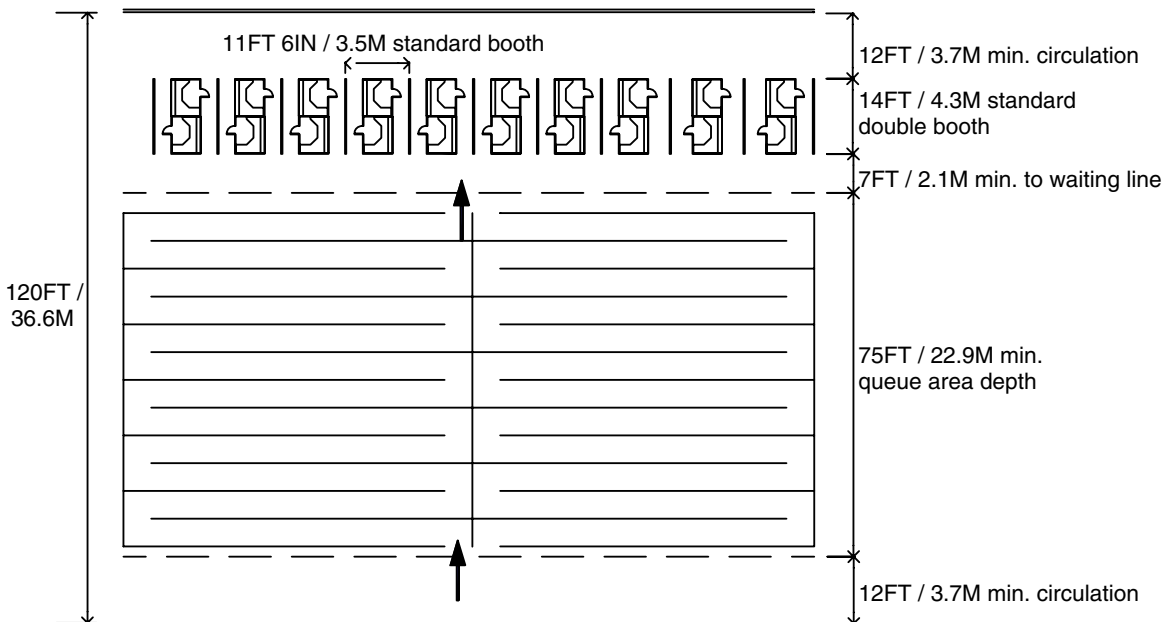 11FT 6IN / 3.5M standard booth
12FT / 3.7M min. circulation
14FT / 4.3M standard
double booth
7FT / 2.1M min. to waiting line
120FT /
36.6M
75FT / 22.9M min.
queue area depth
12FT / 3.7M min. circulation